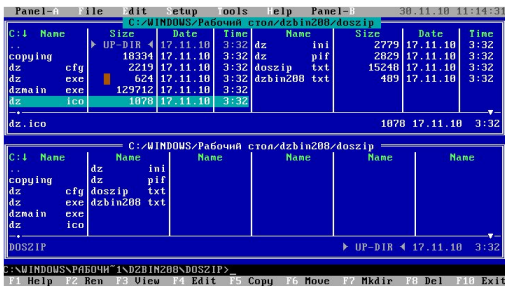 Panel-A File Edit Setup Tools Help Panel-B 30.11.10 11:14:31
C:/WINDOWS/Рабочий стол/dzbin208/doszip
C:↓ Name Size Date Time Name Size Date Time
.. ▶ UP-DIR ◀ 17.11.10 3:32 dz ini 2779 17.11.10 3:32
copying 18334 17.11.10 3:32 dz pif 2829 17.11.10 3:32
dz cfg 2219 17.11.10 3:32 doszip txt 15248 17.11.10 3:32
dz exe 624 17.11.10 3:32 dzbin208 txt 489 17.11.10 3:32
dzmain exe 129712 17.11.10 3:32
dz ico 1078 17.11.10 3:32
dz.ico 1078 17.11.10 3:32
C:/WINDOWS/Рабочий стол/dzbin208/doszip
C:↓ Name Name Name Name Name
.. dz ini
copying dz pif
dz cfg doszip txt
dz exe dzbin208 txt
dzmain exe
dz ico
DOSZIP ▶ UP-DIR ◀ 17.11.10 3:32
C:\WINDOWS\РАБОЧИ~1\DZBIN208\DOSZIP>_
F1 Help F2 Ren F3 View F4 Edit F5 Copy F6 Move F7 Mkdir F8 Del F10 Exit